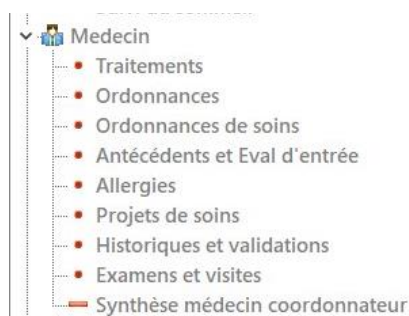 Medecin
Traitements
Ordonnances
Ordonnances de soins
Antécédents et Eval d'entrée
Allergies
Projets de soins
Historiques et validations
Examens et visites
Synthèse médecin coordonnateur